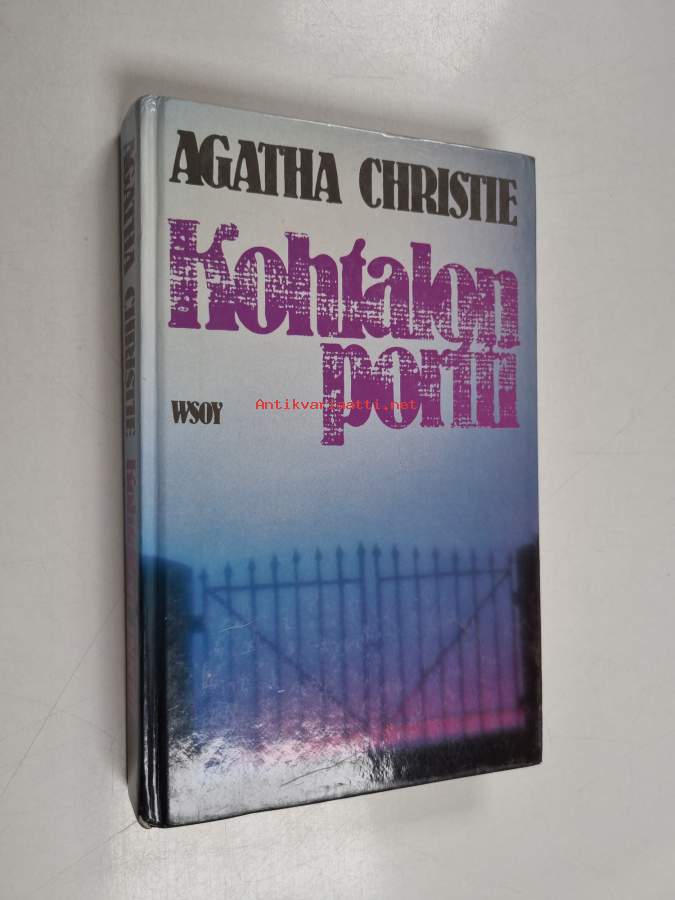 AGATHA CHRISTIE
Kohtalon
portti
WSOY
Antikvariaatti.net
AGATHA CHRISTIE: